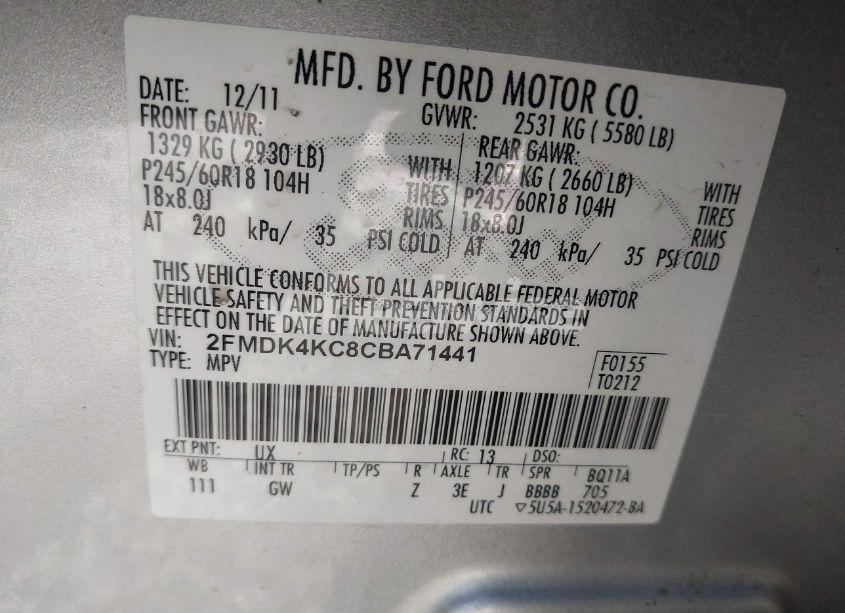 MFD. BY FORD MOTOR CO.
DATE: 12/11 GVWR: 2531 KG ( 5580 LB)
FRONT GAWR: REAR GAWR:
1329 KG ( 2930 LB) WITH 1207 KG ( 2660 LB) WITH
P245/60R18 104H TIRES P245/60R18 104H TIRES
18x8.0J RIMS 18x8.0J RIMS
AT 240 kPa/ 35 PSI COLD AT 240 kPa/ 35 PSI COLD
THIS VEHICLE CONFORMS TO ALL APPLICABLE FEDERAL MOTOR
VEHICLE SAFETY AND THEFT PREVENTION STANDARDS IN
EFFECT ON THE DATE OF MANUFACTURE SHOWN ABOVE.
VIN: 2FMDK4KC8CBA71441
TYPE: MPV
F0155
T0212
EXT PNT: UX RC: 13 DSO:
WB INT TR TP/PS R AXLE TR SPR BQ11A
111 GW Z 3E J BBBB 705
UTC ▽5U5A-1520472-BA